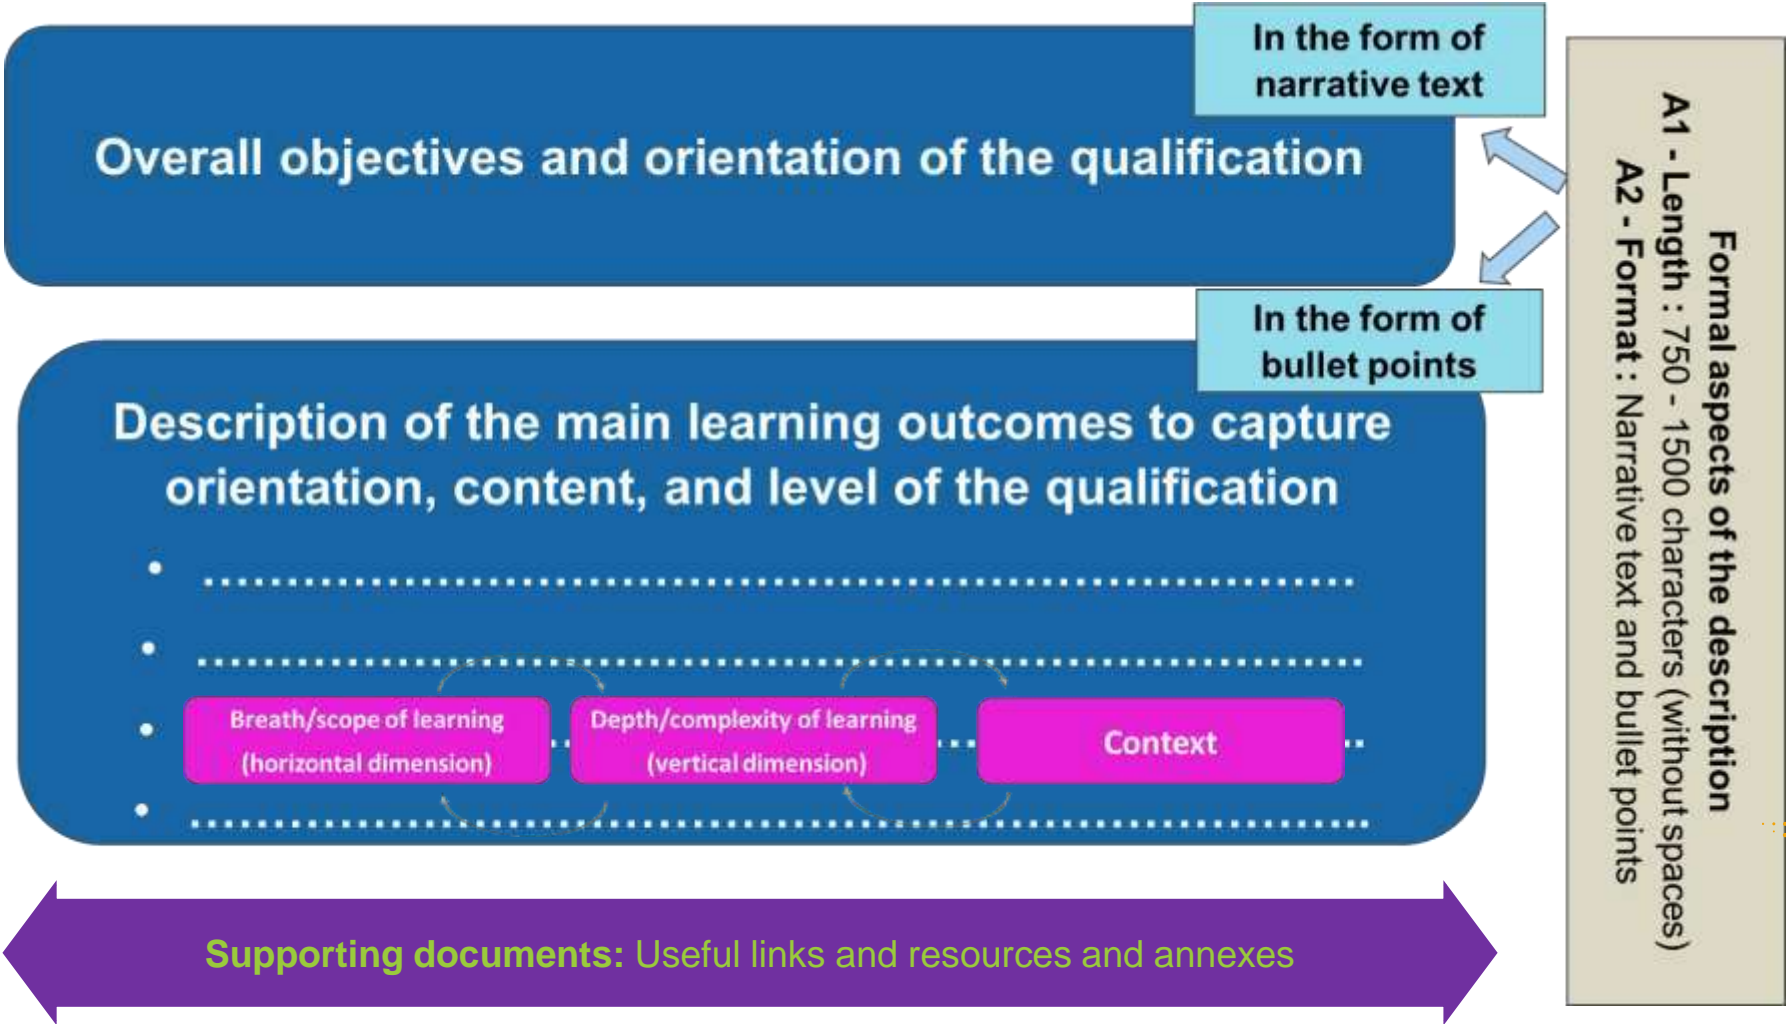 In the form of
narrative text
Overall objectives and orientation of the qualification
In the form of
bullet points
Description of the main learning outcomes to capture
orientation, content, and level of the qualification
Breath/scope of learning
(horizontal dimension)
Depth/complexity of learning
(vertical dimension)
Context
Supporting documents: Useful links and resources and annexes
Formal aspects of the description
A1 - Length : 750 - 1500 characters (without spaces)
A2 - Format : Narrative text and bullet points